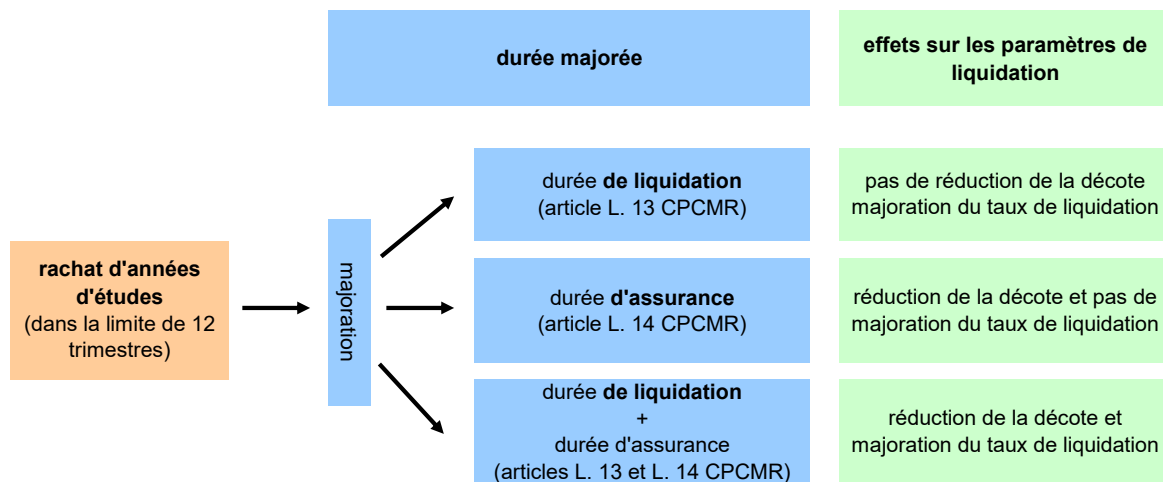 durée majorée
effets sur les paramètres de
liquidation
rachat d'années
d'études
(dans la limite de 12
trimestres)
majoration
durée de liquidation
(article L. 13 CPCMR)
pas de réduction de la décote
majoration du taux de liquidation
durée d'assurance
(article L. 14 CPCMR)
réduction de la décote et pas de
majoration du taux de liquidation
durée de liquidation
+
durée d'assurance
(articles L. 13 et L. 14 CPCMR)
réduction de la décote et
majoration du taux de liquidation